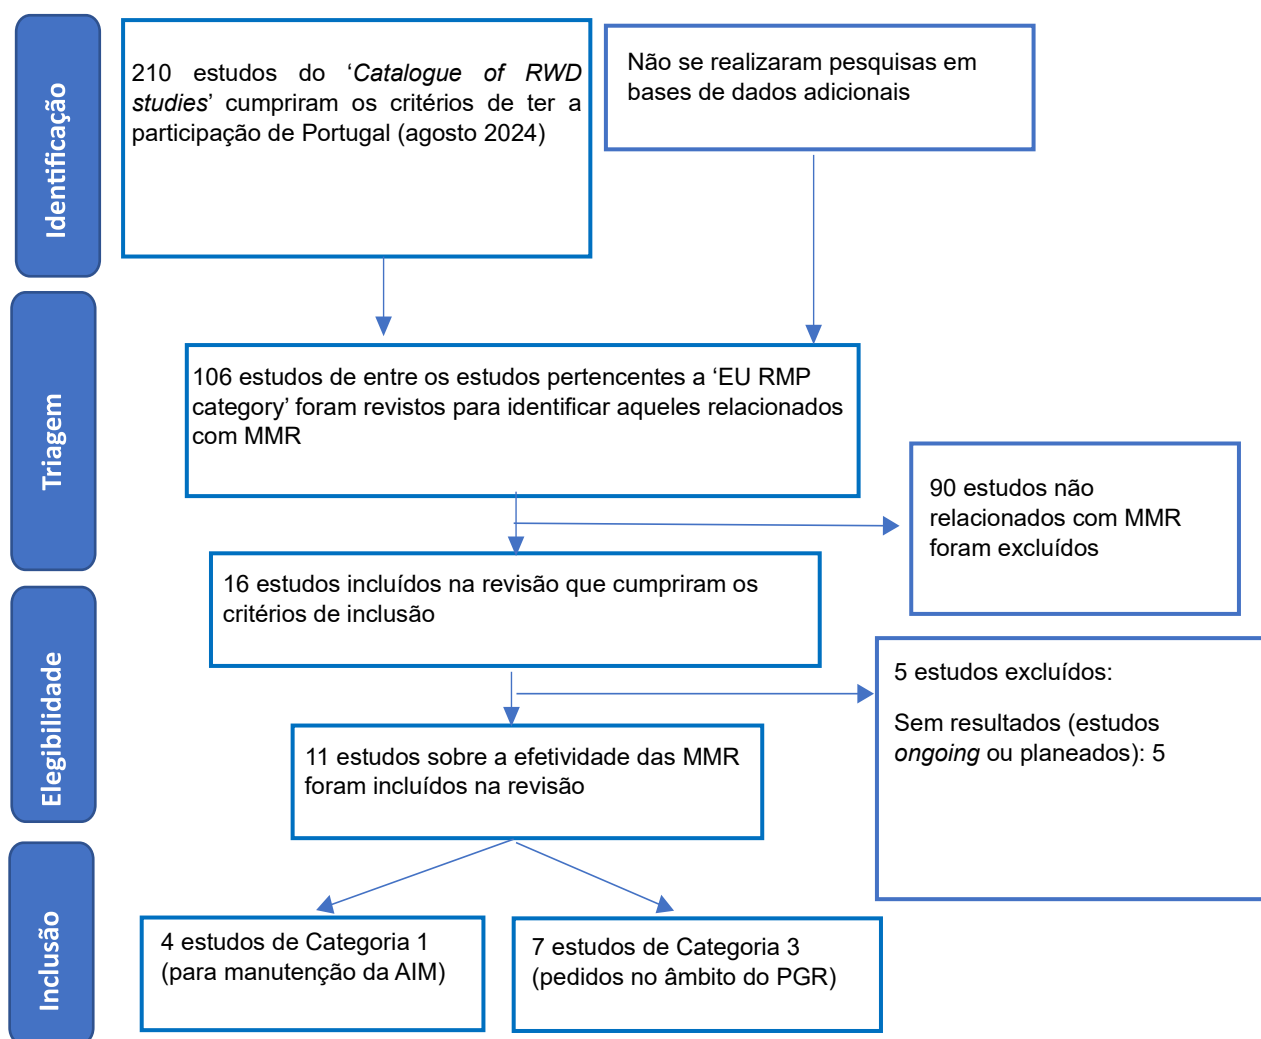 Identificação
210 estudos do ‘Catalogue of RWD
studies’ cumpriram os critérios de ter a
participação de Portugal (agosto 2024)
Não se realizaram pesquisas em
bases de dados adicionais
Triagem
106 estudos de entre os estudos pertencentes a ‘EU RMP
category’ foram revistos para identificar aqueles relacionados
com MMR
90 estudos não
relacionados com MMR
foram excluídos
16 estudos incluídos na revisão que cumpriram os
critérios de inclusão
Elegibilidade
5 estudos excluídos:
Sem resultados (estudos
ongoing ou planeados): 5
11 estudos sobre a efetividade das MMR
foram incluídos na revisão
Inclusão
4 estudos de Categoria 1
(para manutenção da AIM)
7 estudos de Categoria 3
(pedidos no âmbito do PGR)